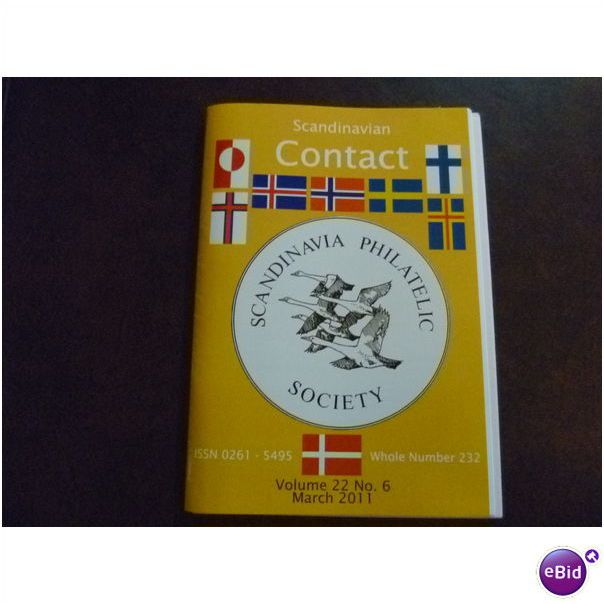 Scandinavian
Contact
SCANDINAVIA PHILATELIC
SOCIETY
ISSN 0261 - 5495
Whole Number 232
Volume 22 No. 6
March 2011
eBid